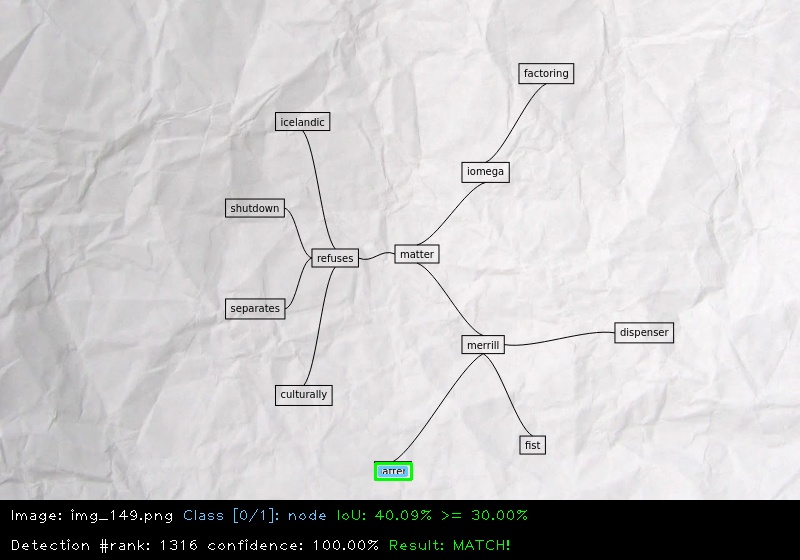 factoring
icelandic
iomega
shutdown
refuses
matter
separates
dispenser
merrill
culturally
fist
Image: img_149.png Class [0/1]: node IoU: 40.09% >= 30.00%
Detection #rank: 1316 confidence: 100.00% Result: MATCH!